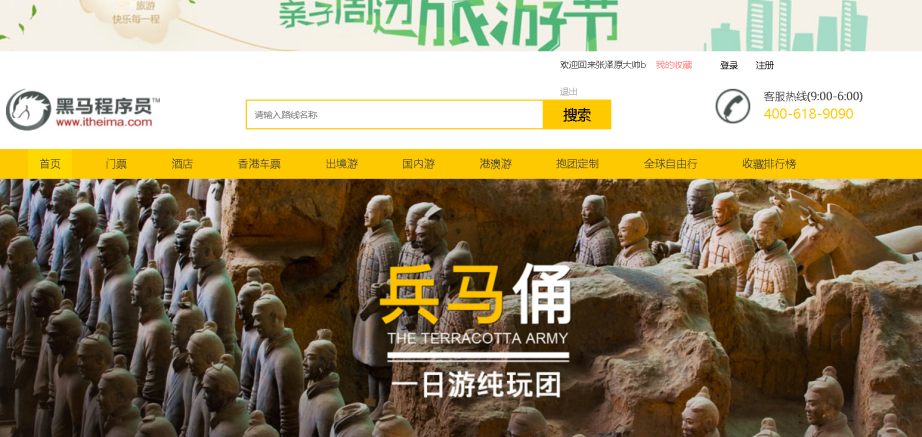 旅游
快乐每一程
亲子周边旅游节
欢迎回来张泽原大帅b 我的收藏 登录 注册
退出
黑马程序员™
www.itheima.com
请输入路线名称
搜索
客服热线(9:00-6:00)
400-618-9090
首页 门票 酒店 香港车票 出境游 国内游 港澳游 抱团定制 全球自由行 收藏排行榜
兵马俑
THE TERRACOTTA ARMY
一日游纯玩团